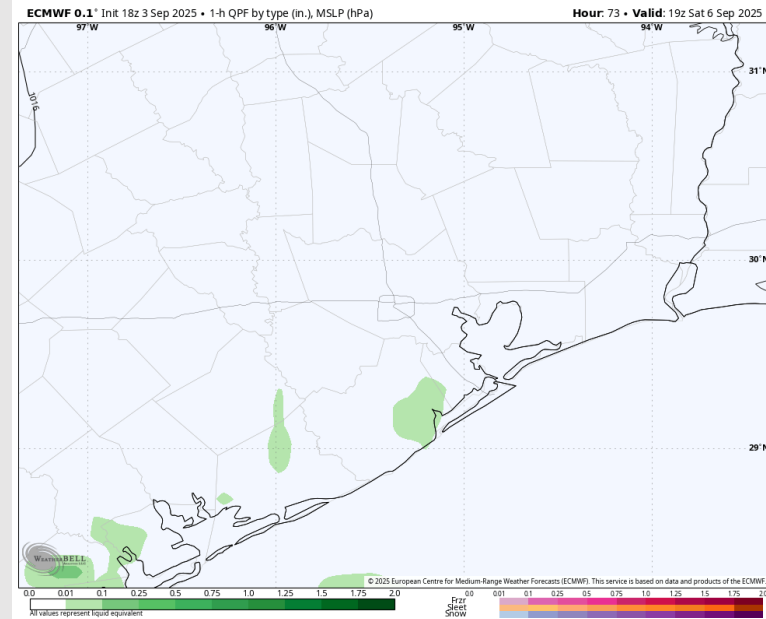 ECMWF 0.1° Init 18z 3 Sep 2025 • 1-h QPF by type (in.), MSLP (hPa)
Hour: 73 • Valid: 19z Sat 6 Sep 2025
97°W 96°W 95°W 94°W
31°N
1016
30°N
29°N
WEATHERBELL
© 2025 European Centre for Medium-Range Weather Forecasts (ECMWF). This service is based on data and products of the ECMWF.
0.0 0.01 0.1 0.25 0.5 0.75 1.0 1.25 1.5 1.75 2.0
All values represent liquid equivalent
0.0 0.01 0.1 0.25 0.5 0.75 1.0 1.25 1.5 1.75 2.0
Frzr
Sleet
Snow